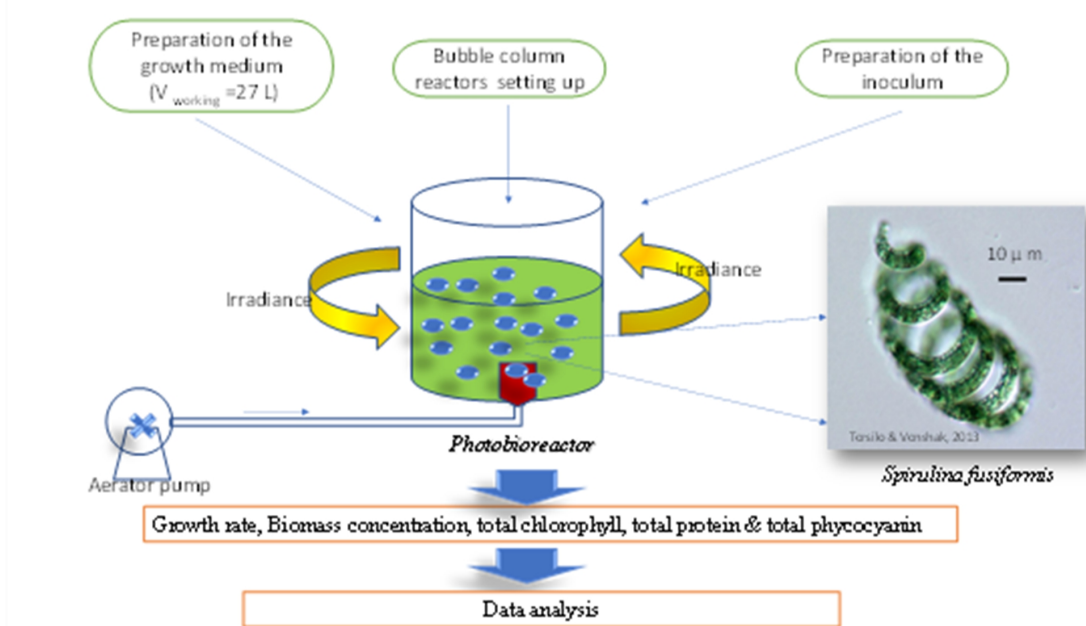 Preparation of the
growth medium
(V working =27 L)
Bubble column
reactors setting up
Preparation of the
inoculum
Irradiance
Irradiance
10 µ m
Torsilo & Vonshak, 2013
Spirulina fusiformis
Aerator pump
Photobioreactor
Growth rate, Biomass concentration, total chlorophyll, total protein & total phycocyanin
Data analysis